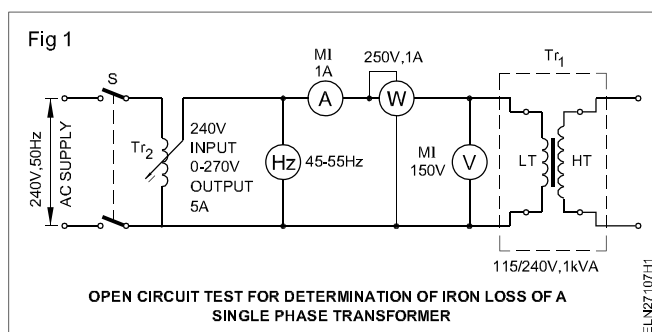 Fig 1
S
240V,50Hz
AC SUPPLY
Tr2
240V
INPUT
0-270V
OUTPUT
5A
Hz
45-55Hz
MI
1A
A
250V,1A
W
MI
150V
V
Tr1
LT
HT
115/240V,1kVA
OPEN CIRCUIT TEST FOR DETERMINATION OF IRON LOSS OF A
SINGLE PHASE TRANSFORMER
ELN27107H1